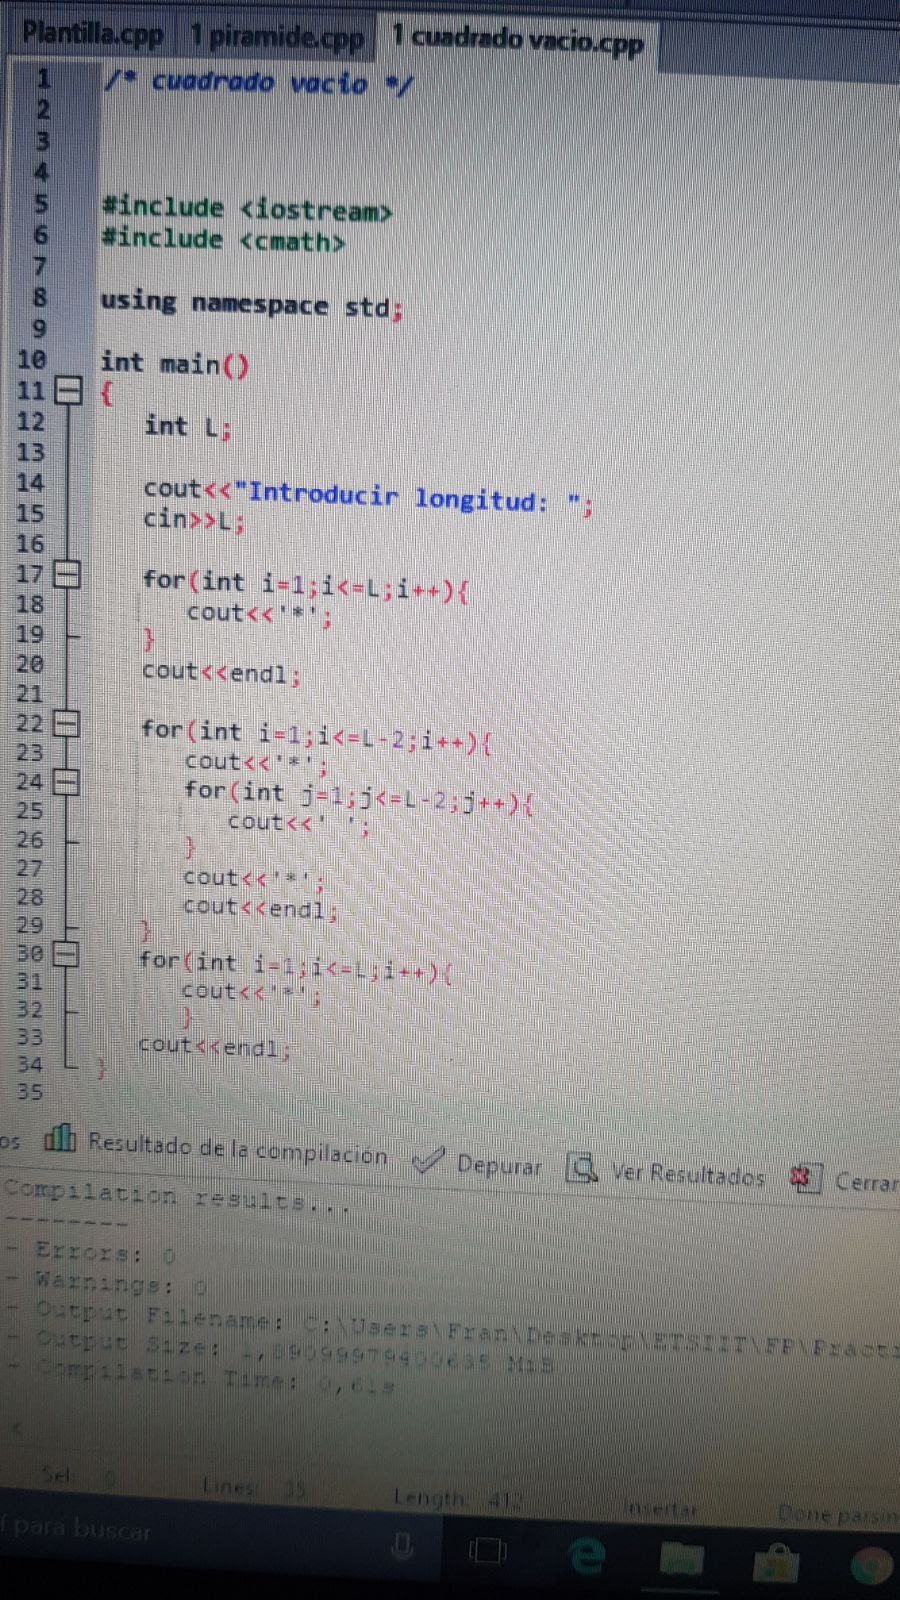 Plantilla.cpp 1 piramide.cpp 1 cuadrado vacio.cpp
1 /* cuadrado vacio */
2
3
4
5 #include <iostream>
6 #include <cmath>
7
8 using namespace std;
9
10 int main()
11 {
12 int L;
13
14 cout<<"Introducir longitud: ";
15 cin>>L;
16
17 for(int i=1;i<=L;i++){
18 cout<<'*';
19 }
20 cout<<endl;
21
22 for(int i=1;i<=L-2;i++){
23 cout<<'*';
24 for(int j=1;j<=L-2;j++){
25 cout<<' ';
26 }
27 cout<<'*';
28 cout<<endl;
29 }
30 for(int i=1;i<=L;i++){
31 cout<<'*';
32 }
33 cout<<endl;
34 }
35
os Resultado de la compilación Depurar Ver Resultados Cerrar
Compilation results...
--------
- Errors: 0
- Warnings: 0
- Output Filename: C:\Users\Fran\Desktop\ETSIIT\FP\Practi
- Output Size: MiB
- Compilation Time: 0,61s
Sel: 0 Lines: 35 Length: 412 Insertar Done parsin
í para buscar